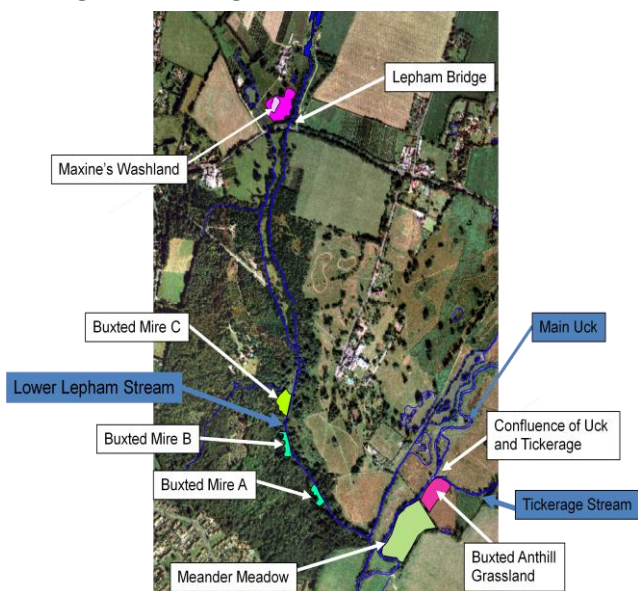 Lepham Bridge
Maxine's Washland
Buxted Mire C
Main Uck
Lower Lepham Stream
Confluence of Uck
and Tickerage
Buxted Mire B
Buxted Mire A
Tickerage Stream
Buxted Anthill
Grassland
Meander Meadow